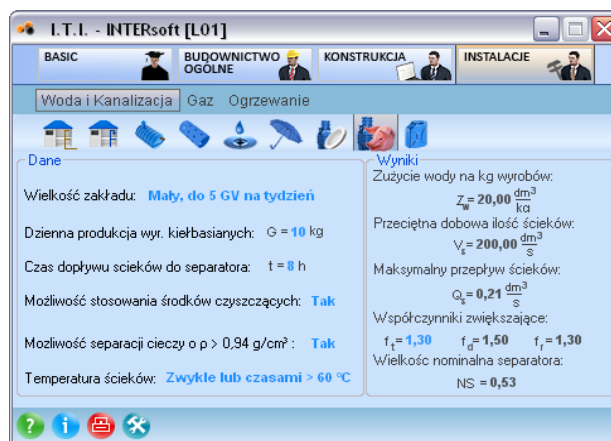 I.T.I. - INTERsoft [L01]
BASIC
BUDOWNICTWO
OGÓLNE
KONSTRUKCJA
INSTALACJE
Woda i Kanalizacja Gaz Ogrzewanie
Dane
Wielkość zakładu: Mały, do 5 GV na tydzień
Dzienna produkcja wyr. kiełbasianych: G = 10 kg
Czas dopływu scieków do separatora: t = 8 h
Możliwość stosowania środków czyszczących: Tak
Możliwość separacji cieczy o ρ > 0,94 g/cm³ : Tak
Temperatura ścieków: Zwykle lub czasami > 60 °C
Wyniki
Zużycie wody na kg wyrobów:
Zw = 20,00 dm³/kg
Przeciętna dobowa ilość ścieków:
Vs = 200,00 dm³/s
Maksymalny przepływ ścieków:
Qs = 0,21 dm³/s
Współczynniki zwiększające:
ft = 1,30 fd = 1,50 fr = 1,30
Wielkośc nominalna separatora:
NS = 0,53